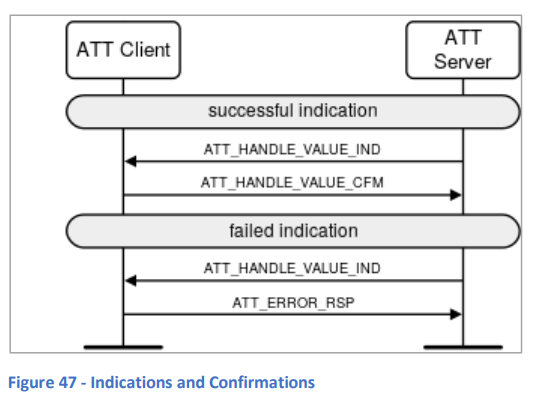 ATT Client
ATT
Server
successful indication
ATT_HANDLE_VALUE_IND
ATT_HANDLE_VALUE_CFM
failed indication
ATT_HANDLE_VALUE_IND
ATT_ERROR_RSP
Figure 47 - Indications and Confirmations